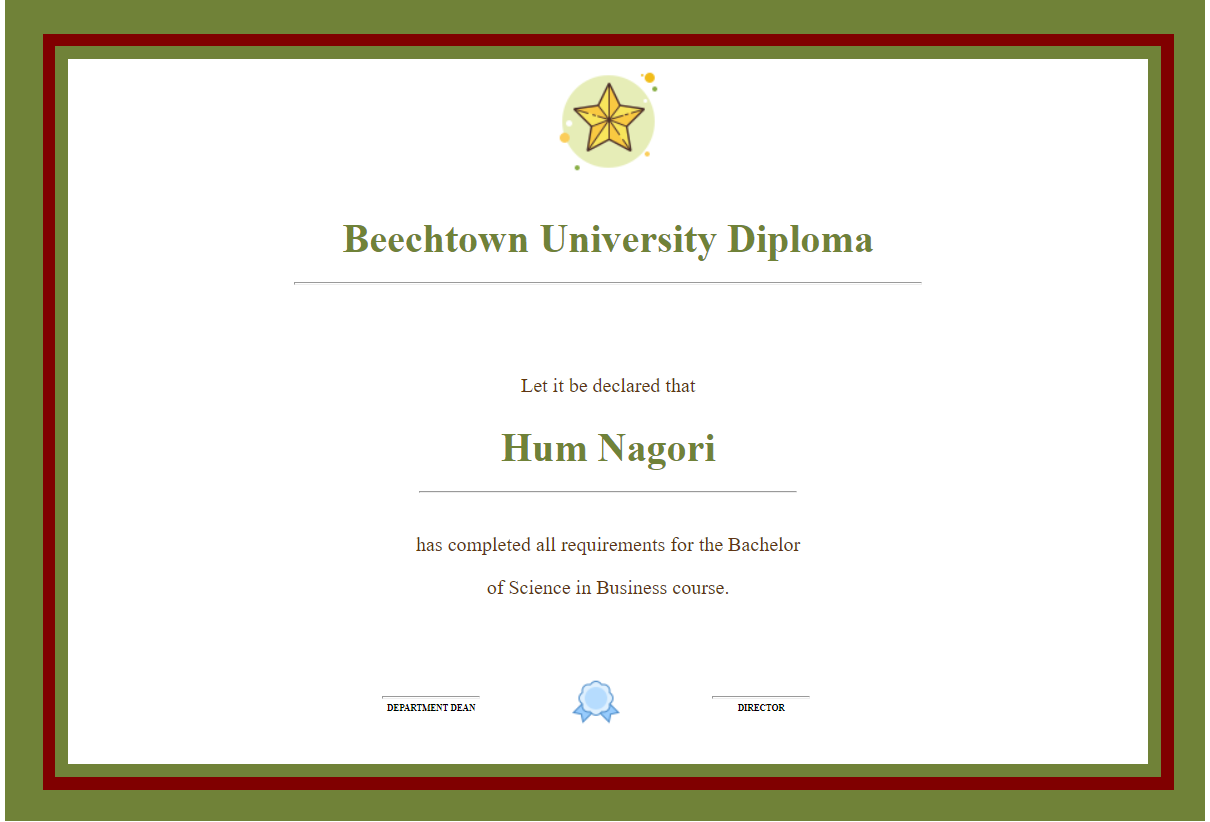 Beechtown University Diploma
Let it be declared that
Hum Nagori
has completed all requirements for the Bachelor
of Science in Business course.
DEPARTMENT DEAN
DIRECTOR